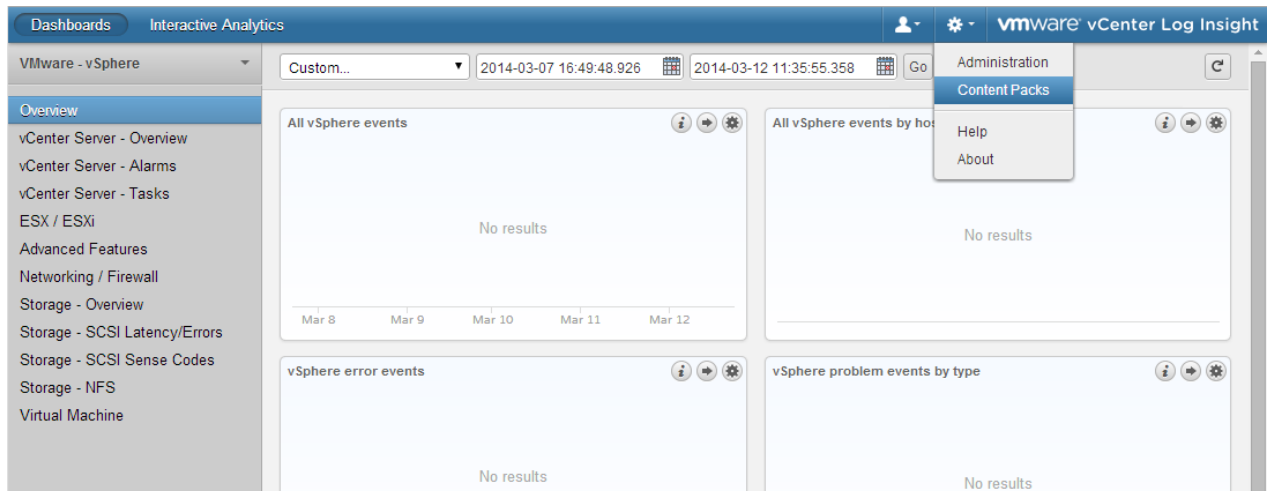 Dashboards Interactive Analytics vmware vCenter Log Insight
VMware - vSphere
Custom... 2014-03-07 16:49:48.926 2014-03-12 11:35:55.358 Go
Administration
Content Packs
Help
About
Overview
vCenter Server - Overview
vCenter Server - Alarms
vCenter Server - Tasks
ESX / ESXi
Advanced Features
Networking / Firewall
Storage - Overview
Storage - SCSI Latency/Errors
Storage - SCSI Sense Codes
Storage - NFS
Virtual Machine
All vSphere events
No results
Mar 8 Mar 9 Mar 10 Mar 11 Mar 12
All vSphere events by hos
No results
vSphere error events
No results
vSphere problem events by type
No results